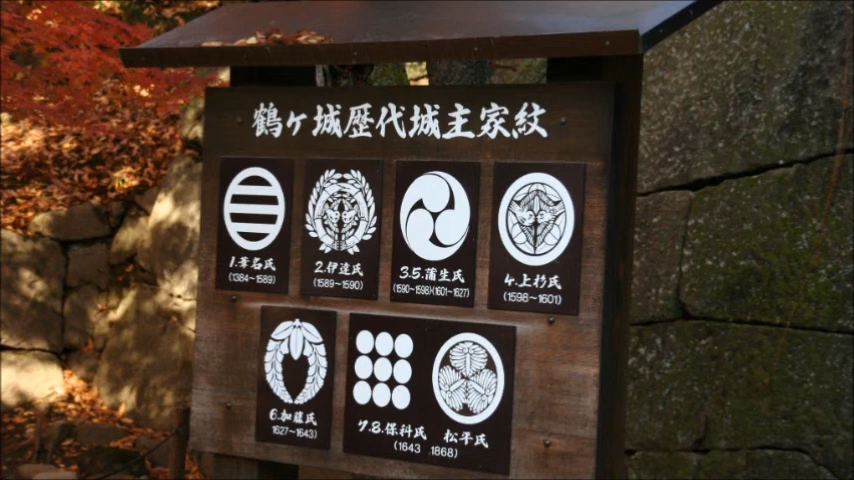 鶴ヶ城歴代城主家紋
1.葦名氏
(1384~1589)
2.伊達氏
(1589~1590)
3.5.蒲生氏
(1590~1598)(1601~1627)
4.上杉氏
(1598~1601)
6.加藤氏
1627~1643)
7.8.保科氏 松平氏
(1643 1868)